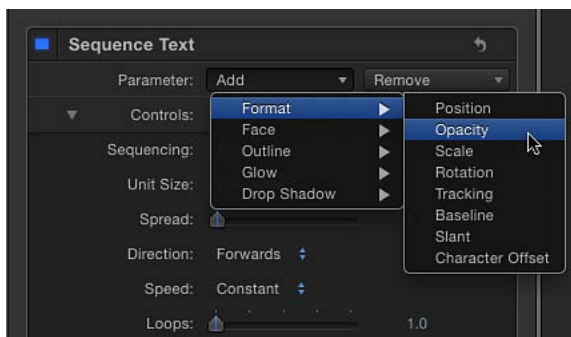 Sequence Text
Parameter: Add Remove
Controls: Format Position
Sequencing: Face Opacity
Outline Scale
Unit Size: Glow Rotation
Drop Shadow Tracking
Spread: Baseline
Slant
Direction: Forwards Character Offset
Speed: Constant
Loops: 1.0